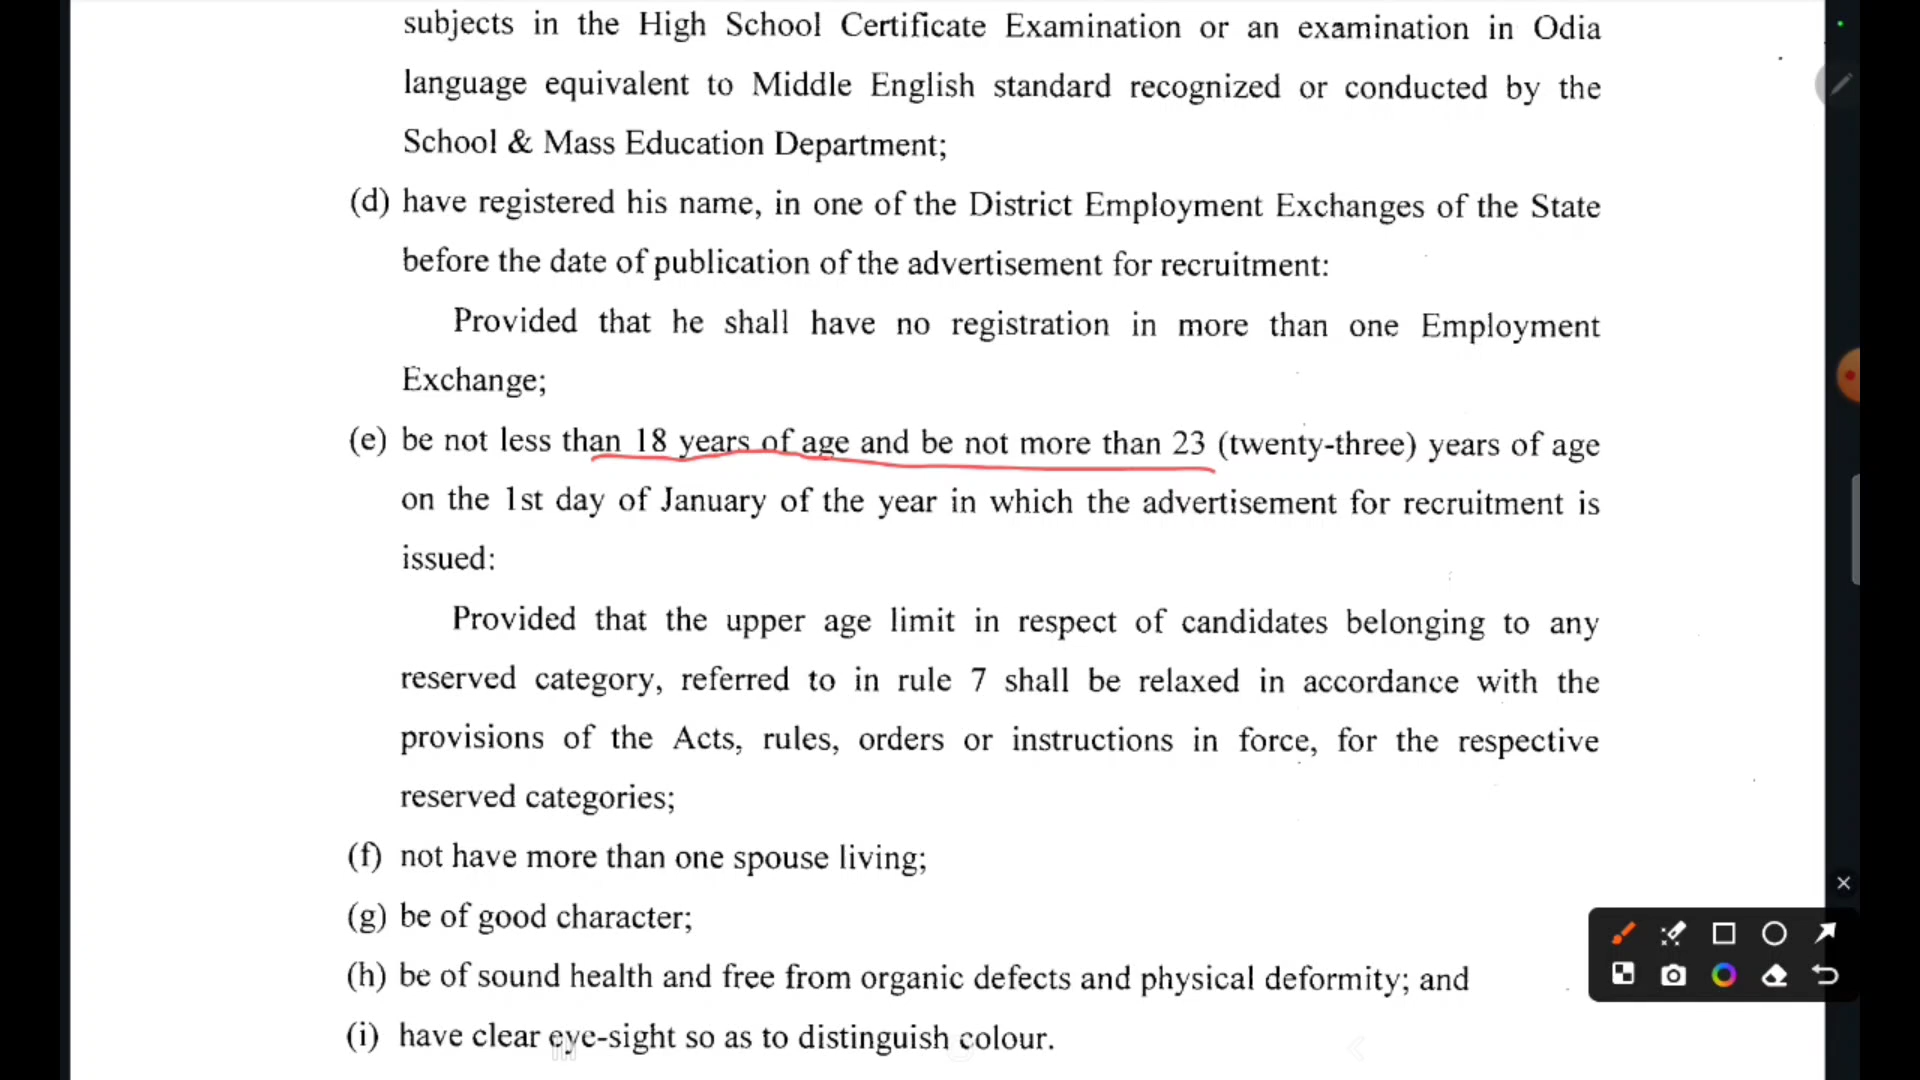 subjects in the High School Certificate Examination or an examination in Odia
language equivalent to Middle English standard recognized or conducted by the
School & Mass Education Department;
(d) have registered his name, in one of the District Employment Exchanges of the State
before the date of publication of the advertisement for recruitment:
Provided that he shall have no registration in more than one Employment
Exchange;
(e) be not less than 18 years of age and be not more than 23 (twenty-three) years of age
on the 1st day of January of the year in which the advertisement for recruitment is
issued:
Provided that the upper age limit in respect of candidates belonging to any
reserved category, referred to in rule 7 shall be relaxed in accordance with the
provisions of the Acts, rules, orders or instructions in force, for the respective
reserved categories;
(f) not have more than one spouse living;
(g) be of good character;
(h) be of sound health and free from organic defects and physical deformity; and
(i) have clear eye-sight so as to distinguish colour.